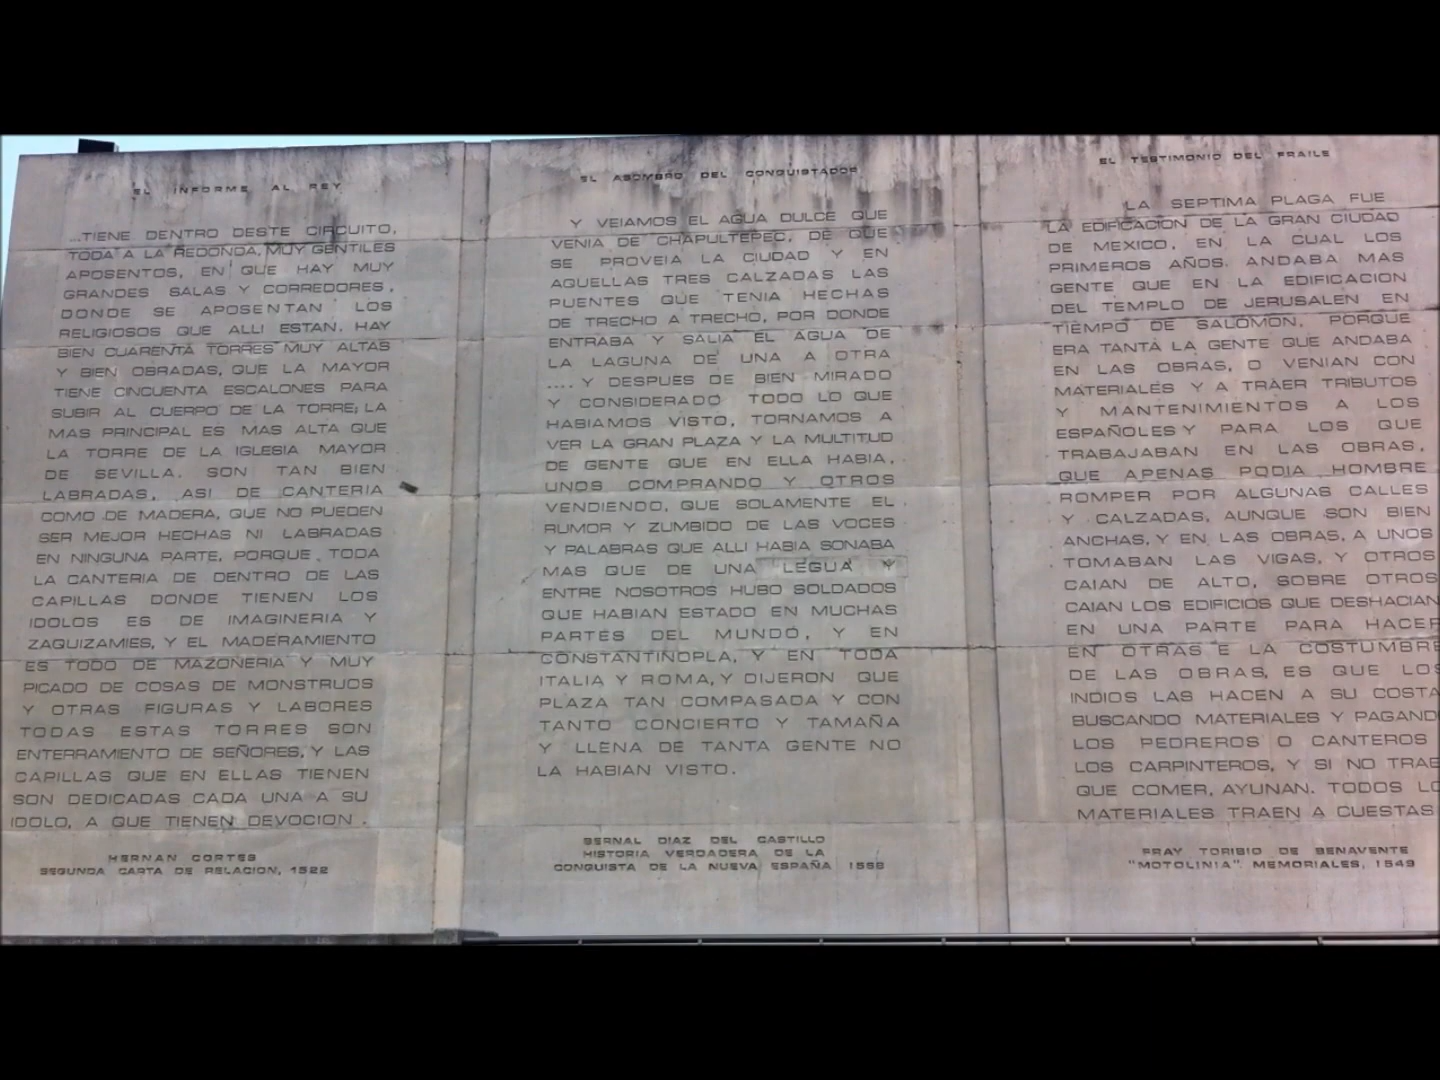 EL INFORME AL REY
...TIENE DENTRO DESTE CIRCUITO,
TODA A LA REDONDA, MUY GENTILES
APOSENTOS, EN QUE HAY MUY
GRANDES SALAS Y CORREDORES,
DONDE SE APOSENTAN LOS
RELIGIOSOS QUE ALLI ESTAN. HAY
BIEN CUARENTA TORRES MUY ALTAS
Y BIEN OBRADAS, QUE LA MAYOR
TIENE CINCUENTA ESCALONES PARA
SUBIR AL CUERPO DE LA TORRE; LA
MAS PRINCIPAL ES MAS ALTA QUE
LA TORRE DE LA IGLESIA MAYOR
DE SEVILLA. SON TAN BIEN
LABRADAS, ASI DE CANTERIA
COMO DE MADERA, QUE NO PUEDEN
SER MEJOR HECHAS NI LABRADAS
EN NINGUNA PARTE, PORQUE TODA
LA CANTERIA DE DENTRO DE LAS
CAPILLAS DONDE TIENEN LOS
IDOLOS ES DE IMAGINERIA Y
ZAQUIZAMIES, Y EL MADERAMIENTO
ES TODO DE MAZONERIA Y MUY
PICADO DE COSAS DE MONSTRUOS
Y OTRAS FIGURAS Y LABORES
TODAS ESTAS TORRES SON
ENTERRAMIENTO DE SEÑORES, Y LAS
CAPILLAS QUE EN ELLAS TIENEN
SON DEDICADAS CADA UNA A SU
IDOLO, A QUE TIENEN DEVOCION.
HERNAN CORTES
SEGUNDA CARTA DE RELACION, 1522
EL ASOMBRO DEL CONQUISTADOR
Y VEIAMOS EL AGUA DULCE QUE
VENIA DE CHAPULTEPEC, DE QUE
SE PROVEIA LA CIUDAD Y EN
AQUELLAS TRES CALZADAS LAS
PUENTES QUE TENIA HECHAS
DE TRECHO A TRECHO, POR DONDE
ENTRABA Y SALIA EL AGUA DE
LA LAGUNA DE UNA A OTRA
.... Y DESPUES DE BIEN MIRADO
Y CONSIDERADO TODO LO QUE
HABIAMOS VISTO, TORNAMOS A
VER LA GRAN PLAZA Y LA MULTITUD
DE GENTE QUE EN ELLA HABIA,
UNOS COMPRANDO Y OTROS
VENDIENDO, QUE SOLAMENTE EL
RUMOR Y ZUMBIDO DE LAS VOCES
Y PALABRAS QUE ALLI HABIA SONABA
MAS QUE DE UNA LEGUA Y
ENTRE NOSOTROS HUBO SOLDADOS
QUE HABIAN ESTADO EN MUCHAS
PARTES DEL MUNDO, Y EN
CONSTANTINOPLA, Y EN TODA
ITALIA Y ROMA, Y DIJERON QUE
PLAZA TAN COMPASADA Y CON
TANTO CONCIERTO Y TAMAÑA
Y LLENA DE TANTA GENTE NO
LA HABIAN VISTO.
BERNAL DIAZ DEL CASTILLO
HISTORIA VERDADERA DE LA
CONQUISTA DE LA NUEVA ESPAÑA 1568
EL TESTIMONIO DEL FRAILE
LA SEPTIMA PLAGA FUE
LA EDIFICACION DE LA GRAN CIUDAD
DE MEXICO, EN LA CUAL LOS
PRIMEROS AÑOS. ANDABA MAS
GENTE QUE EN LA EDIFICACION
DEL TEMPLO DE JERUSALEN EN
TIEMPO DE SALOMON, PORQUE
ERA TANTA LA GENTE QUE ANDABA
EN LAS OBRAS, O VENIAN CON
MATERIALES Y A TRAER TRIBUTOS
Y MANTENIMIENTOS A LOS
ESPAÑOLES Y PARA LOS QUE
TRABAJABAN EN LAS OBRAS,
QUE APENAS PODIA HOMBRE
ROMPER POR ALGUNAS CALLES
Y CALZADAS, AUNQUE SON BIEN
ANCHAS, Y EN LAS OBRAS, A UNOS
TOMABAN LAS VIGAS, Y OTROS
CAIAN DE ALTO, SOBRE OTROS
CAIAN LOS EDIFICIOS QUE DESHACIAN
EN UNA PARTE PARA HACER
EN OTRAS E LA COSTUMBRE
DE LAS OBRAS, ES QUE LOS
INDIOS LAS HACEN A SU COSTA
BUSCANDO MATERIALES Y PAGAND
LOS PEDREROS O CANTEROS
LOS CARPINTEROS, Y SI NO TRAE
QUE COMER, AYUNAN. TODOS LO
MATERIALES TRAEN A CUESTAS
FRAY TORIBIO DE BENAVENTE
"MOTOLINIA". MEMORIALES, 1549